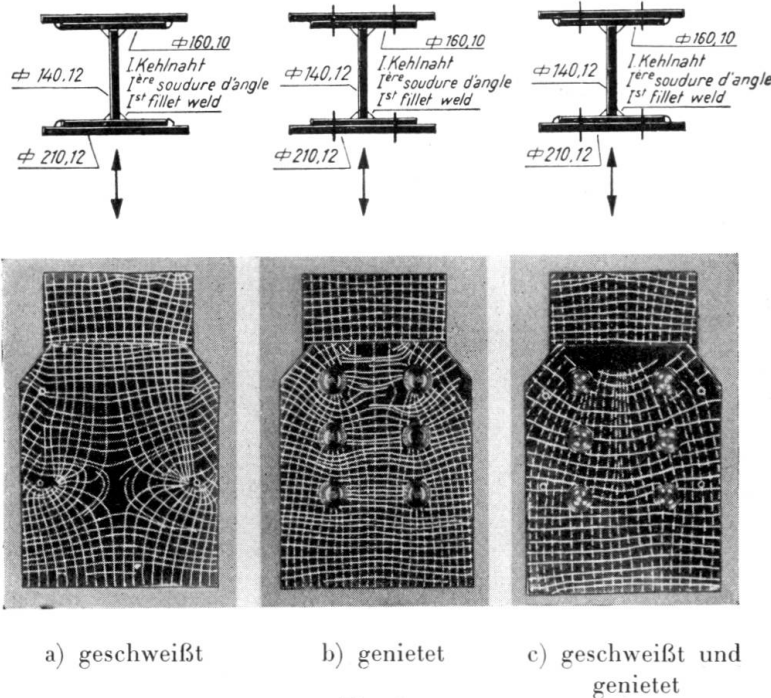 ⌽160,10
I.Kehlnaht
Ière soudure d'angle
Ist fillet weld
⌽140.12
⌽210,12
⌽160,10
I.Kehlnaht
Ière soudure d'angle
Ist fillet weld
⌽140,12
⌽210,12
⌽160,10
I.Kehlnaht
Ière soudure d'angle
Ist fillet weld
⌽140,12
⌽210,12
a) geschweißt
b) genietet
c) geschweißt und
genietet